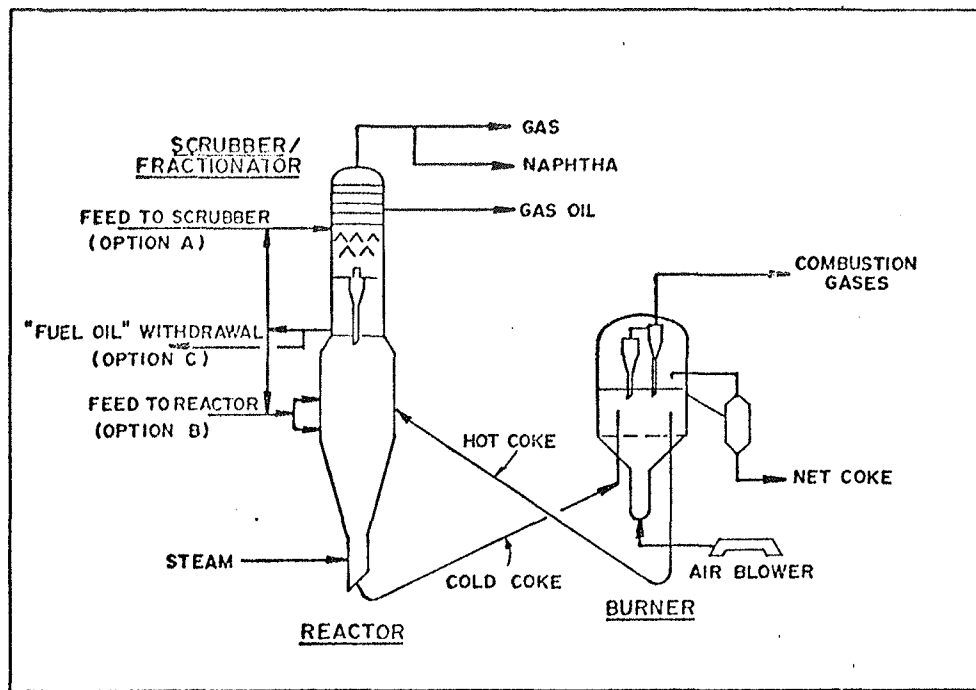 GAS
SCRUBBER/
FRACTIONATOR
NAPHTHA
GAS OIL
FEED TO SCRUBBER
(OPTION A)
COMBUSTION
GASES
"FUEL OIL" WITHDRAWAL
(OPTION C)
FEED TO REACTOR
(OPTION B)
HOT COKE
NET COKE
STEAM
COLD COKE
AIR BLOWER
BURNER
REACTOR